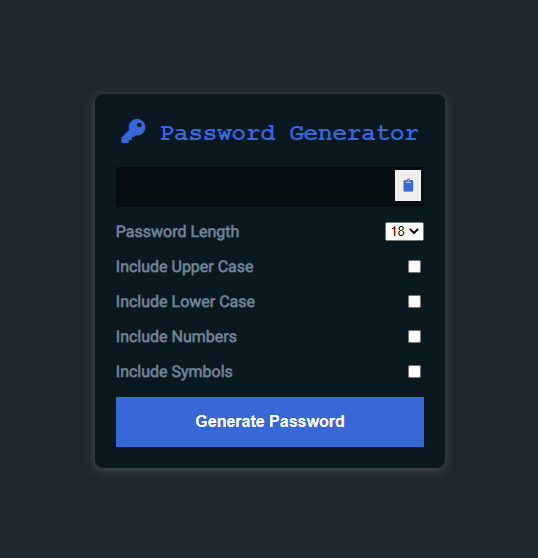 Password Generator
Password Length 18
Include Upper Case
Include Lower Case
Include Numbers
Include Symbols
Generate Password